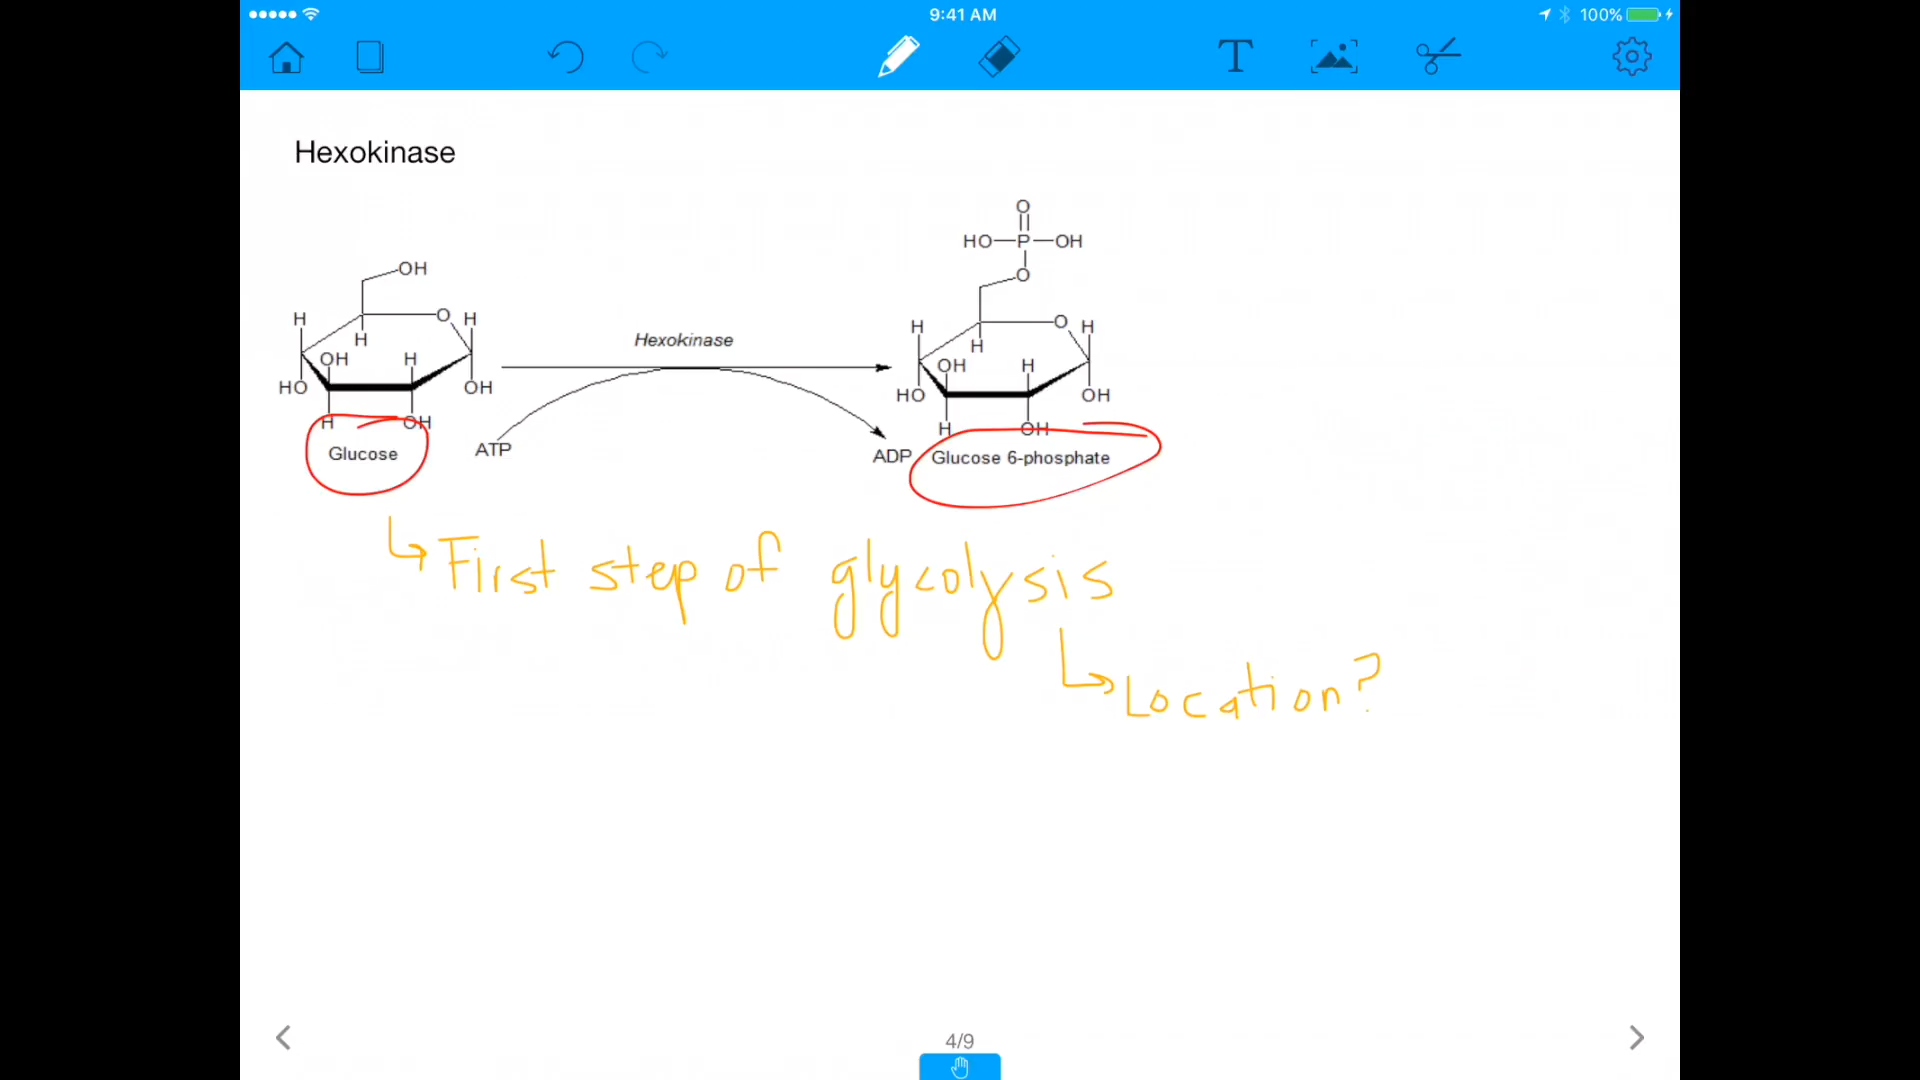 9:41 AM
100%
T
Hexokinase
O
HO P OH
O
OH
H O H
H
OH H
HO OH
H OH
Glucose
Hexokinase
ATP
ADP
H O H
H
OH H
HO OH
H OH
Glucose 6-phosphate
First step of glycolysis
Location?
4/9